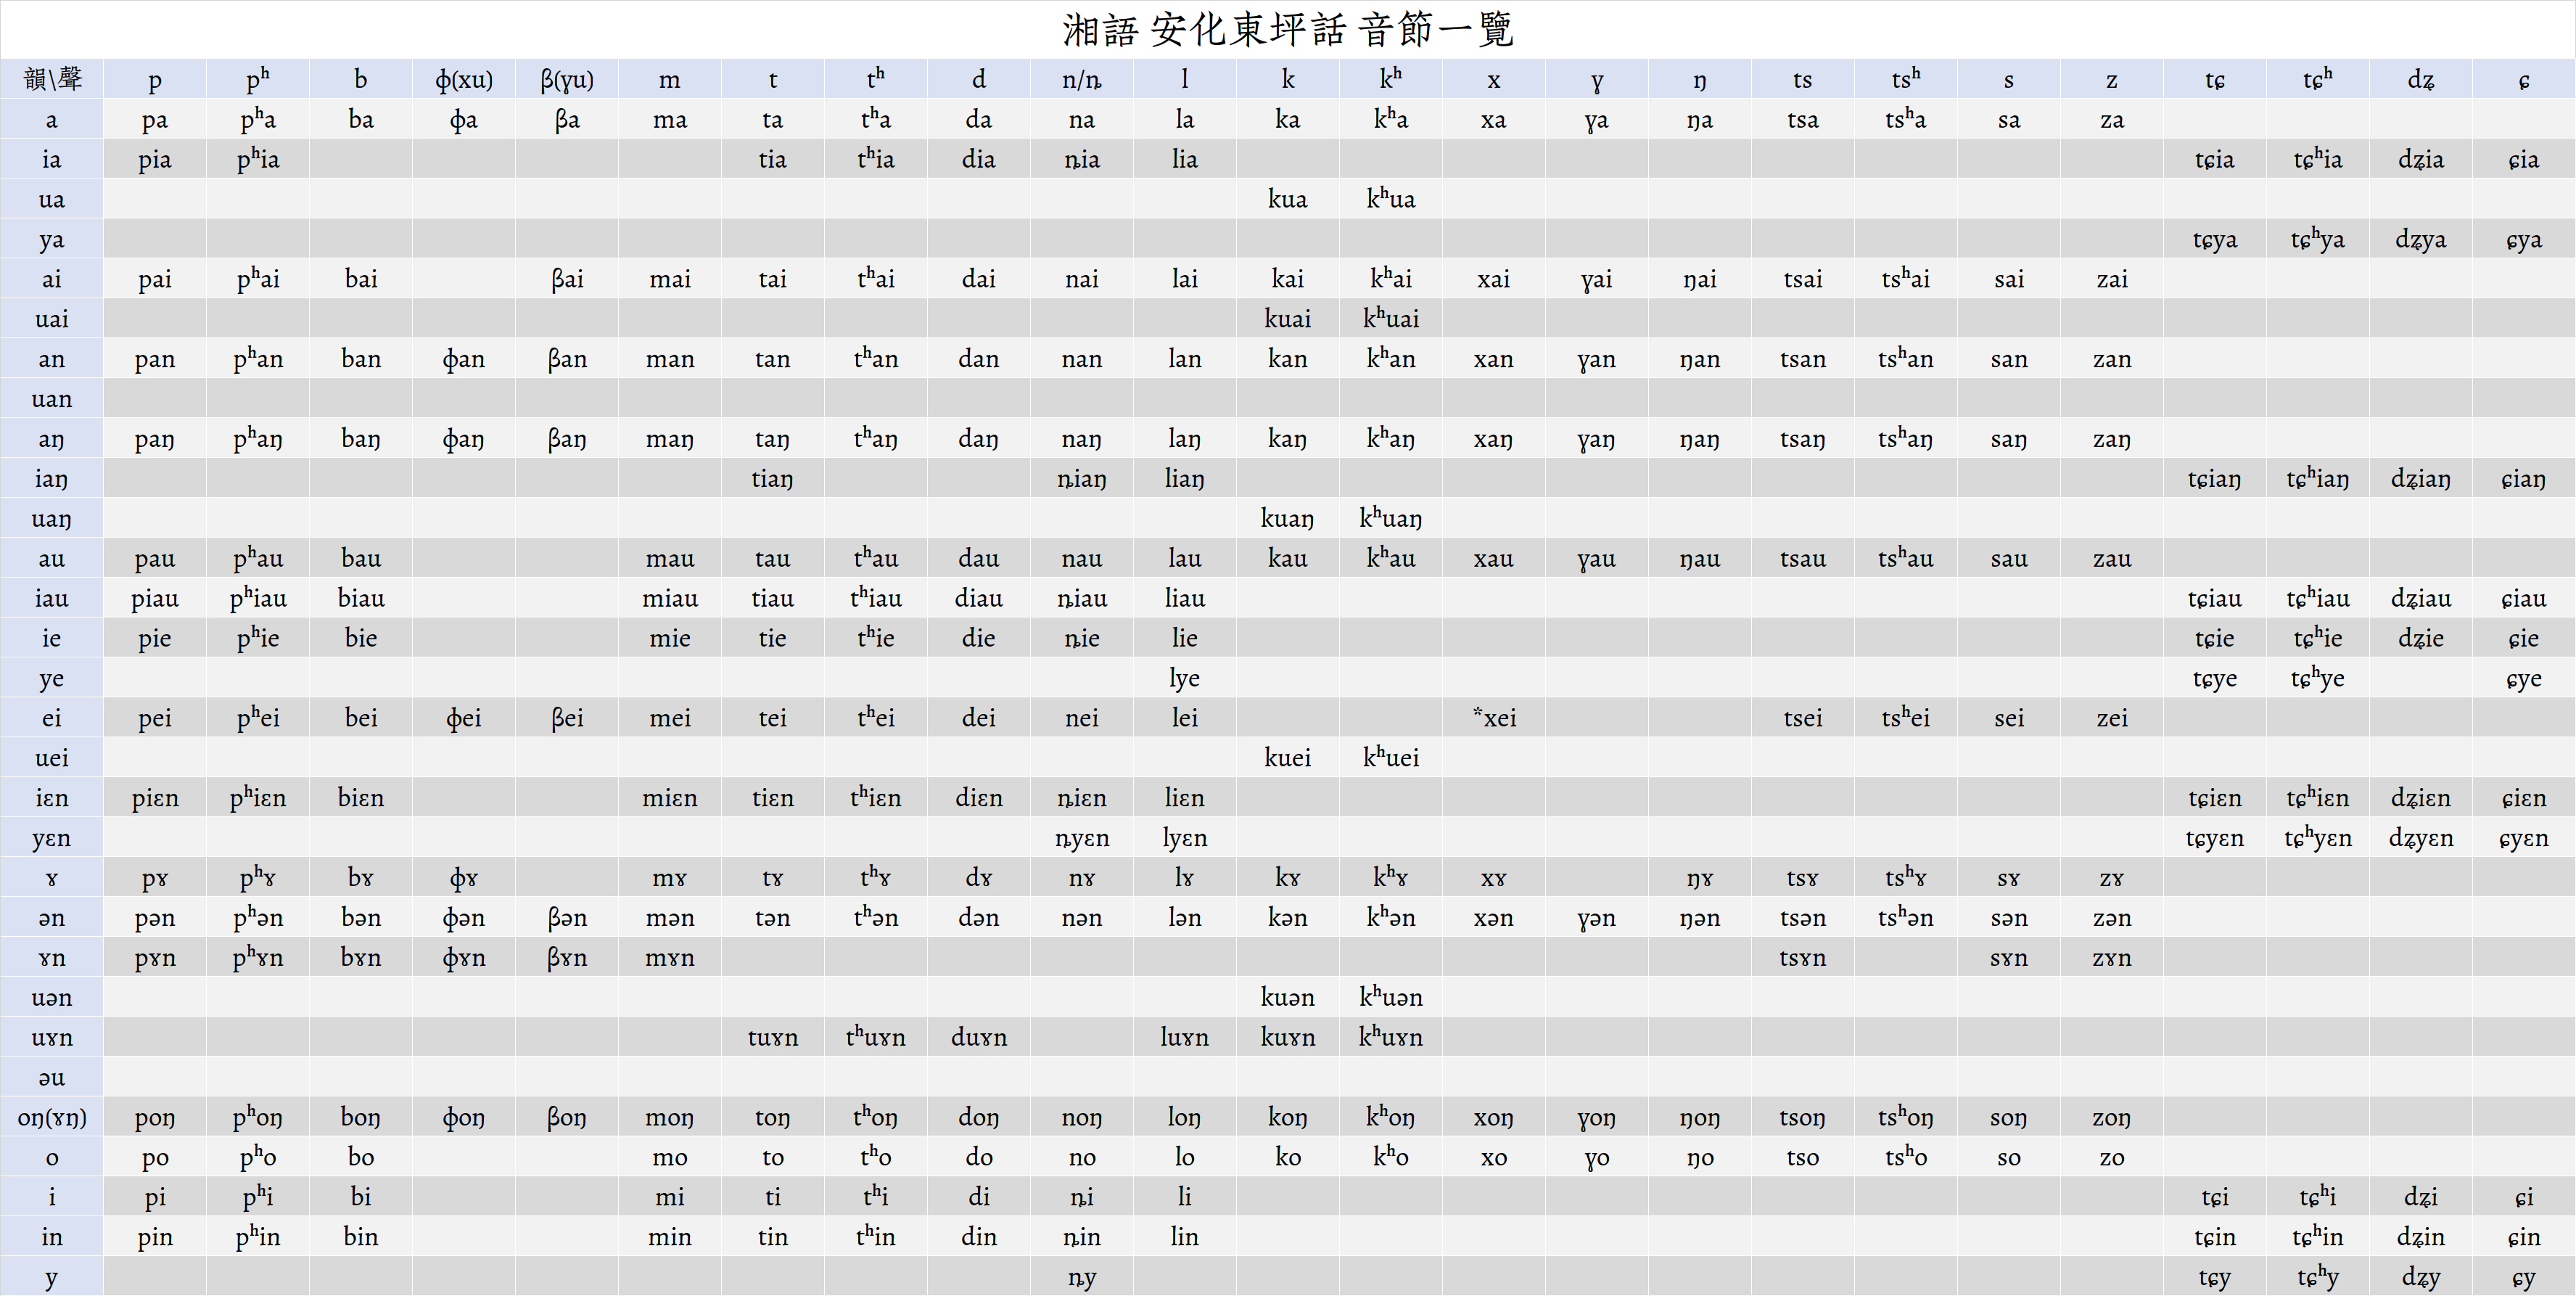 湘語 安化東坪話 音節一覽
韻\聲 p pʰ b ɸ(xu) β(ɣu) m t tʰ d n/ȵ l k kʰ x ɣ ŋ ts tsʰ s z tɕ tɕʰ dʑ ɕ
a pa pʰa ba ɸa βa ma ta tʰa da na la ka kʰa xa ɣa ŋa tsa tsʰa sa za
ia pia pʰia tia tʰia dia ȵia lia tɕia tɕʰia dʑia ɕia
ua kua kʰua
ya tɕya tɕʰya dʑya ɕya
ai pai pʰai bai βai mai tai tʰai dai nai lai kai kʰai xai ɣai ŋai tsai tsʰai sai zai
uai kuai kʰuai
an pan pʰan ban ɸan βan man tan tʰan dan nan lan kan kʰan xan ɣan ŋan tsan tsʰan san zan
uan
aŋ paŋ pʰaŋ baŋ ɸaŋ βaŋ maŋ taŋ tʰaŋ daŋ naŋ laŋ kaŋ kʰaŋ xaŋ ɣaŋ ŋaŋ tsaŋ tsʰaŋ saŋ zaŋ
iaŋ tiaŋ ȵiaŋ liaŋ tɕiaŋ tɕʰiaŋ dʑiaŋ ɕiaŋ
uaŋ kuaŋ kʰuaŋ
au pau pʰau bau mau tau tʰau dau nau lau kau kʰau xau ɣau ŋau tsau tsʰau sau zau
iau piau pʰiau biau miau tiau tʰiau diau ȵiau liau tɕiau tɕʰiau dʑiau ɕiau
ie pie pʰie bie mie tie tʰie die ȵie lie tɕie tɕʰie dʑie ɕie
ye lye tɕye tɕʰye ɕye
ei pei pʰei bei ɸei βei mei tei tʰei dei nei lei *xei tsei tsʰei sei zei
uei kuei kʰuei
iɛn piɛn pʰiɛn biɛn miɛn tiɛn tʰiɛn diɛn ȵiɛn liɛn tɕiɛn tɕʰiɛn dʑiɛn ɕiɛn
yɛn ȵyɛn lyɛn tɕyɛn tɕʰyɛn dʑyɛn ɕyɛn
ɤ pɤ pʰɤ bɤ ɸɤ mɤ tɤ tʰɤ dɤ nɤ lɤ kɤ kʰɤ xɤ ŋɤ tsɤ tsʰɤ sɤ zɤ
ən pən pʰən bən ɸən βən mən tən tʰən dən nən lən kən kʰən xən ɣən ŋən tsən tsʰən sən zən
ɤn pɤn pʰɤn bɤn ɸɤn βɤn mɤn tsɤn sɤn zɤn
uən kuən kʰuən
uɤn tuɤn tʰuɤn duɤn luɤn kuɤn kʰuɤn
əu
oŋ(ɤŋ) poŋ pʰoŋ boŋ ɸoŋ βoŋ moŋ toŋ tʰoŋ doŋ noŋ loŋ koŋ kʰoŋ xoŋ ɣoŋ ŋoŋ tsoŋ tsʰoŋ soŋ zoŋ
o po pʰo bo mo to tʰo do no lo ko kʰo xo ɣo ŋo tso tsʰo so zo
i pi pʰi bi mi ti tʰi di ȵi li tɕi tɕʰi dʑi ɕi
in pin pʰin bin min tin tʰin din ȵin lin tɕin tɕʰin dʑin ɕin
y ȵy tɕy tɕʰy dʑy ɕy